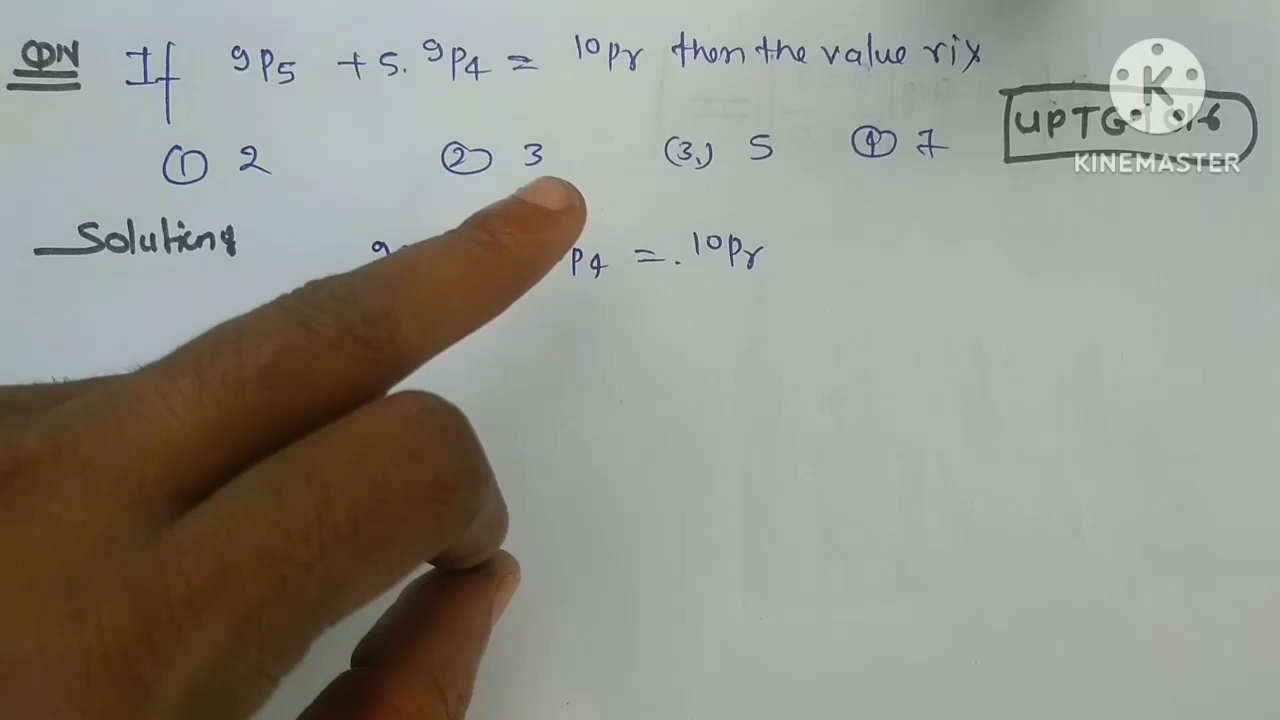 QN If 9P5 + 5. 9P4 = 10Pr then the value r is
① 2 ② 3 (3.) 5 ④ 7
UPTG
KINEMASTER
Solution:
P4 =. 10Pr